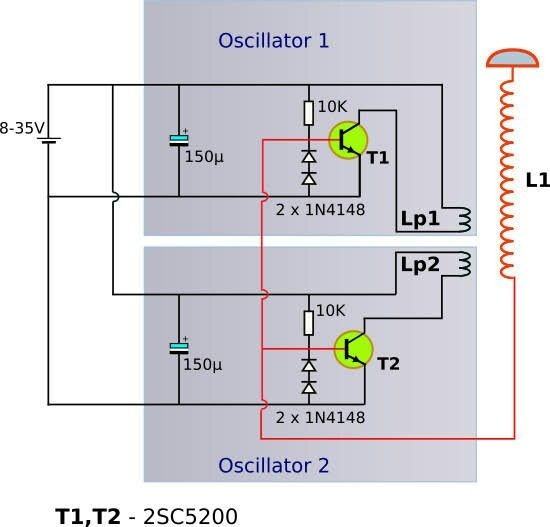 Oscillator 1
8-35V
+
150µ
10K
T1
2 x 1N4148
Lp1
L1
Lp2
+
150µ
10K
T2
2 x 1N4148
Oscillator 2
T1,T2 - 2SC5200